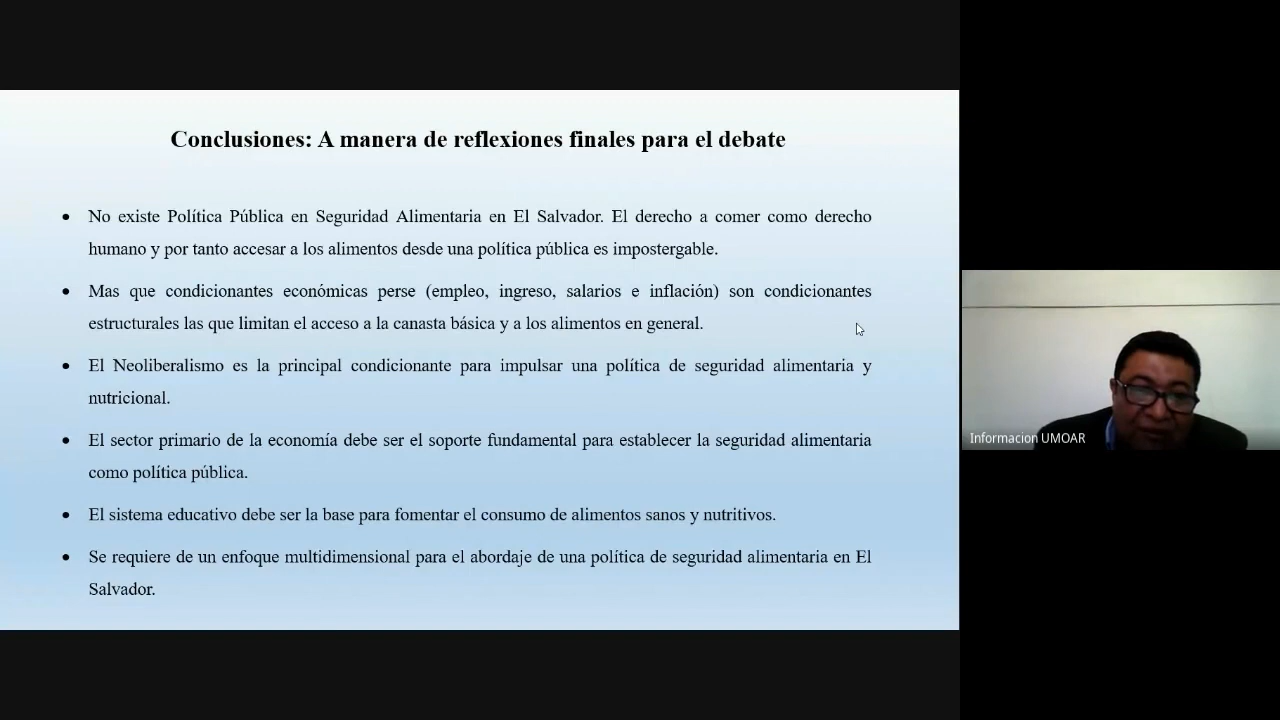 Conclusiones: A manera de reflexiones finales para el debate
• No existe Política Pública en Seguridad Alimentaria en El Salvador. El derecho a comer como derecho
humano y por tanto accesar a los alimentos desde una política pública es impostergable.
• Mas que condicionantes económicas perse (empleo, ingreso, salarios e inflación) son condicionantes
estructurales las que limitan el acceso a la canasta básica y a los alimentos en general.
• El Neoliberalismo es la principal condicionante para impulsar una política de seguridad alimentaria y
nutricional.
• El sector primario de la economía debe ser el soporte fundamental para establecer la seguridad alimentaria
como política pública.
• El sistema educativo debe ser la base para fomentar el consumo de alimentos sanos y nutritivos.
• Se requiere de un enfoque multidimensional para el abordaje de una política de seguridad alimentaria en El
Salvador.
Informacion UMOAR